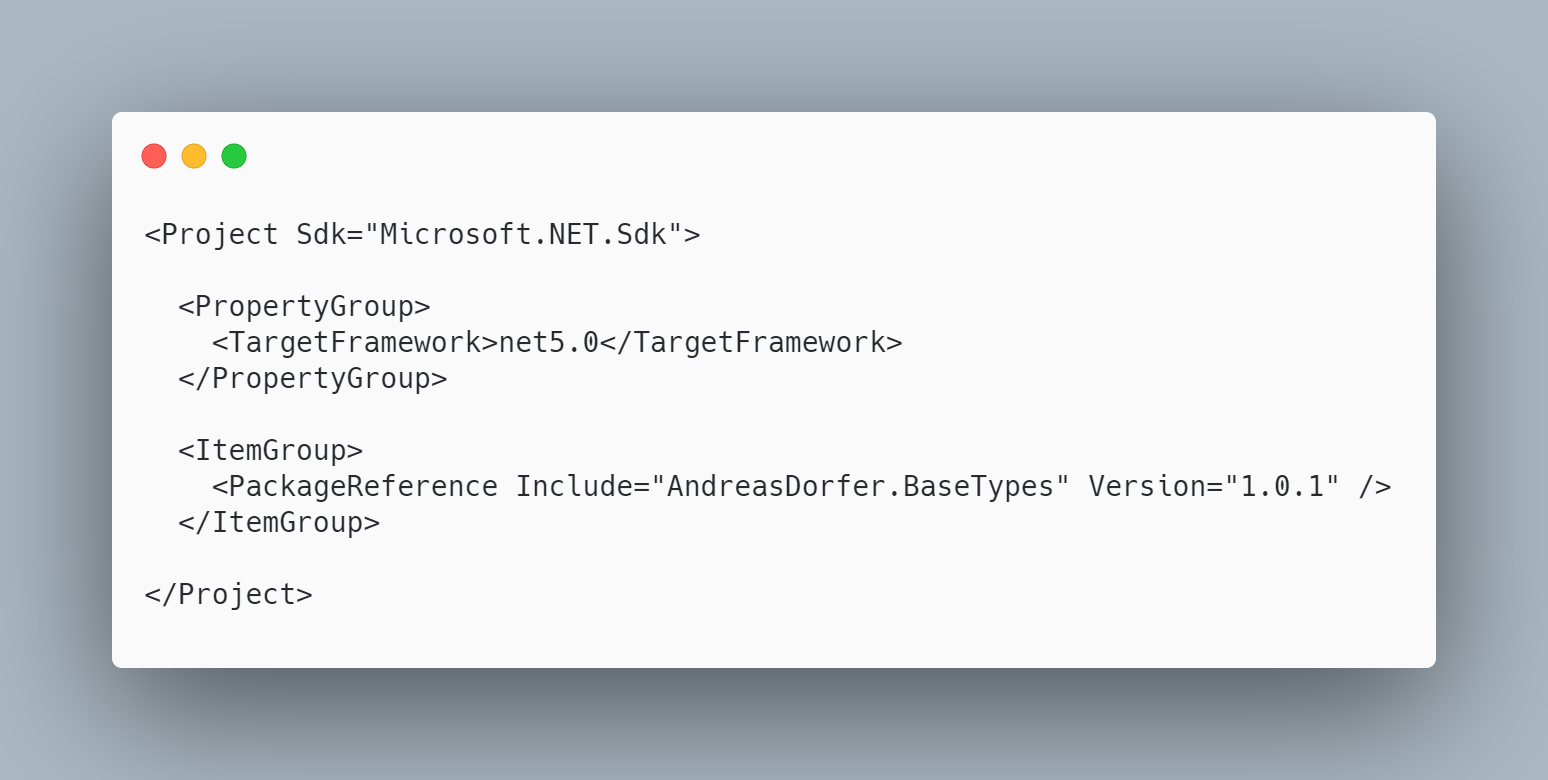 <Project Sdk="Microsoft.NET.Sdk">
  <PropertyGroup>
    <TargetFramework>net5.0</TargetFramework>
  </PropertyGroup>
  <ItemGroup>
    <PackageReference Include="AndreasDorfer.BaseTypes" Version="1.0.1" />
  </ItemGroup>
</Project>